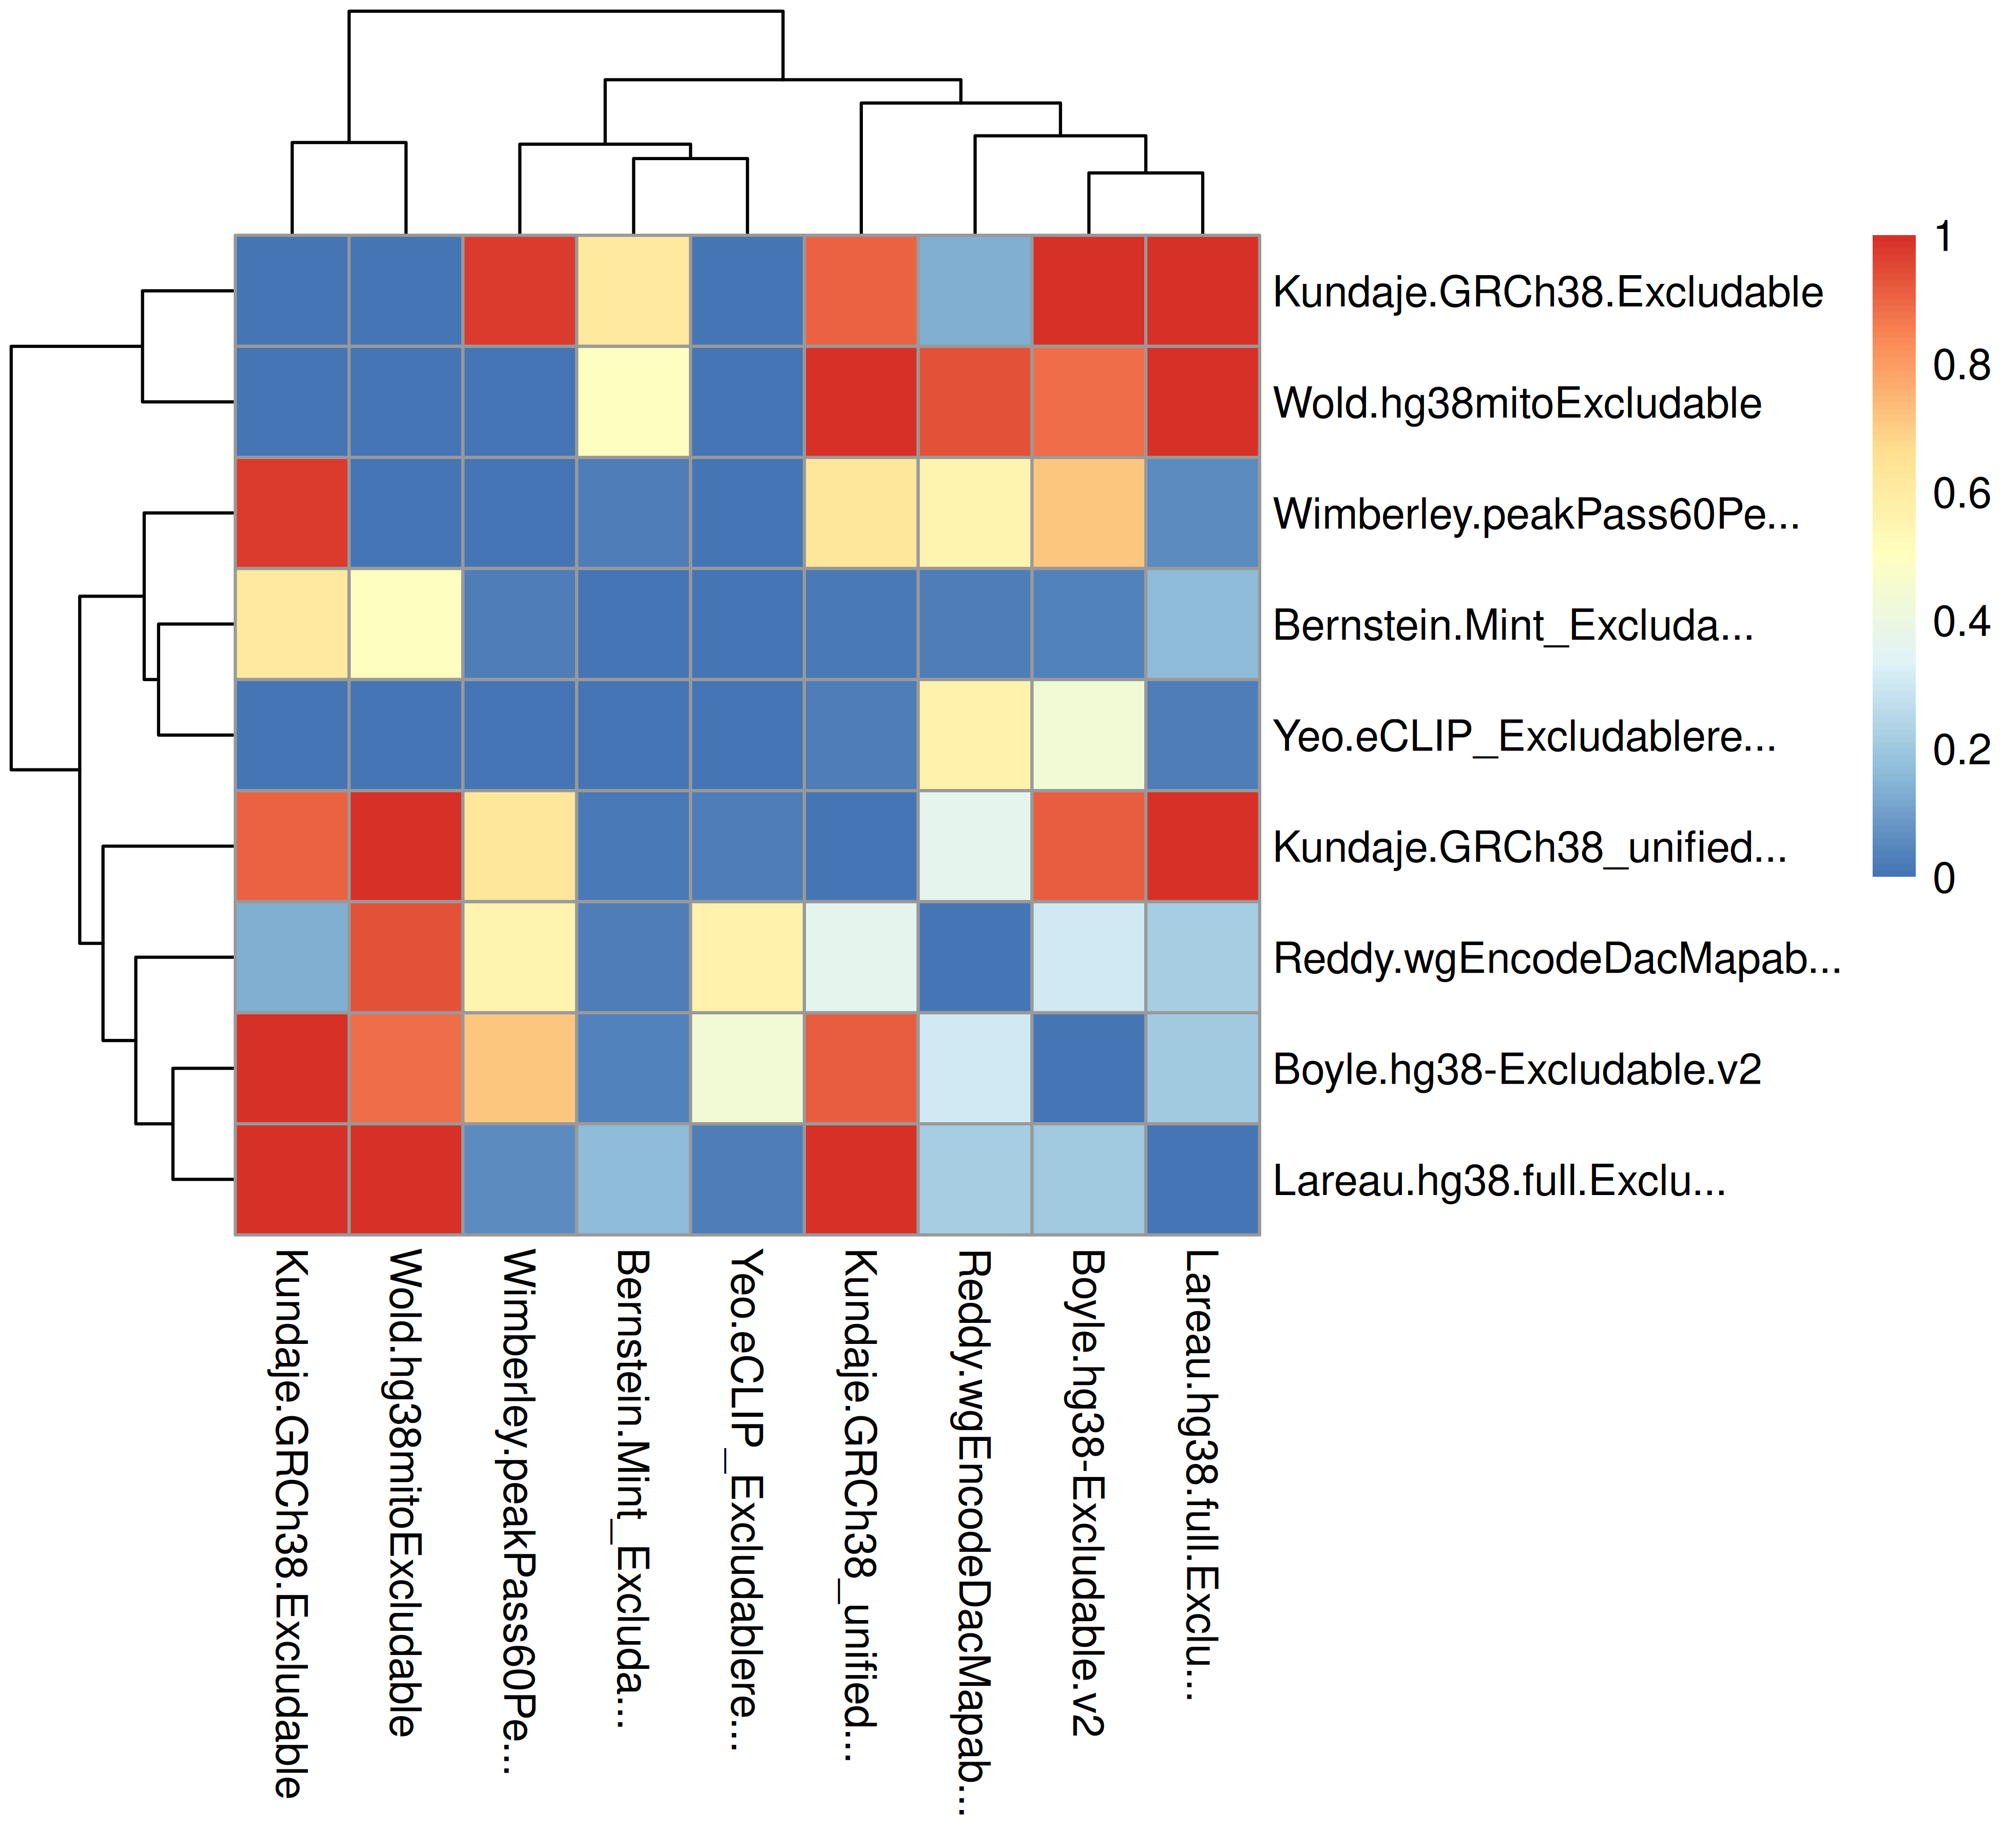 Kundaje.GRCh38.Excludable
Wold.hg38mitoExcludable
Wimberley.peakPass60Pe...
Bernstein.Mint_Excluda...
Yeo.eCLIP_Excludablere...
Kundaje.GRCh38_unified...
Reddy.wgEncodeDacMapab...
Boyle.hg38-Excludable.v2
Lareau.hg38.full.Exclu...
1
0.8
0.6
0.4
0.2
0
Kundaje.GRCh38.Excludable
Wold.hg38mitoExcludable
Wimberley.peakPass60Pe...
Bernstein.Mint_Excluda...
Yeo.eCLIP_Excludablere...
Kundaje.GRCh38_unified...
Reddy.wgEncodeDacMapab...
Boyle.hg38-Excludable.v2
Lareau.hg38.full.Exclu...